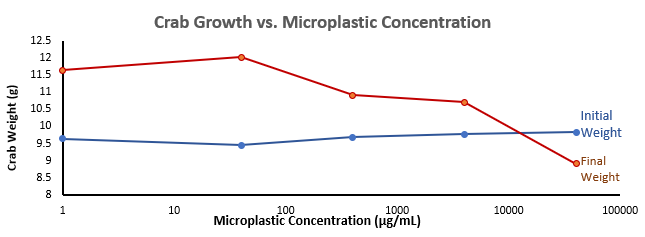 Crab Growth vs. Microplastic Concentration
12.5
12
11.5
11
10.5
10
9.5
9
8.5
8
Crab Weight (g)
Initial
Weight
Final
Weight
1
10
100
1000
10000
100000
Microplastic Concentration (µg/mL)